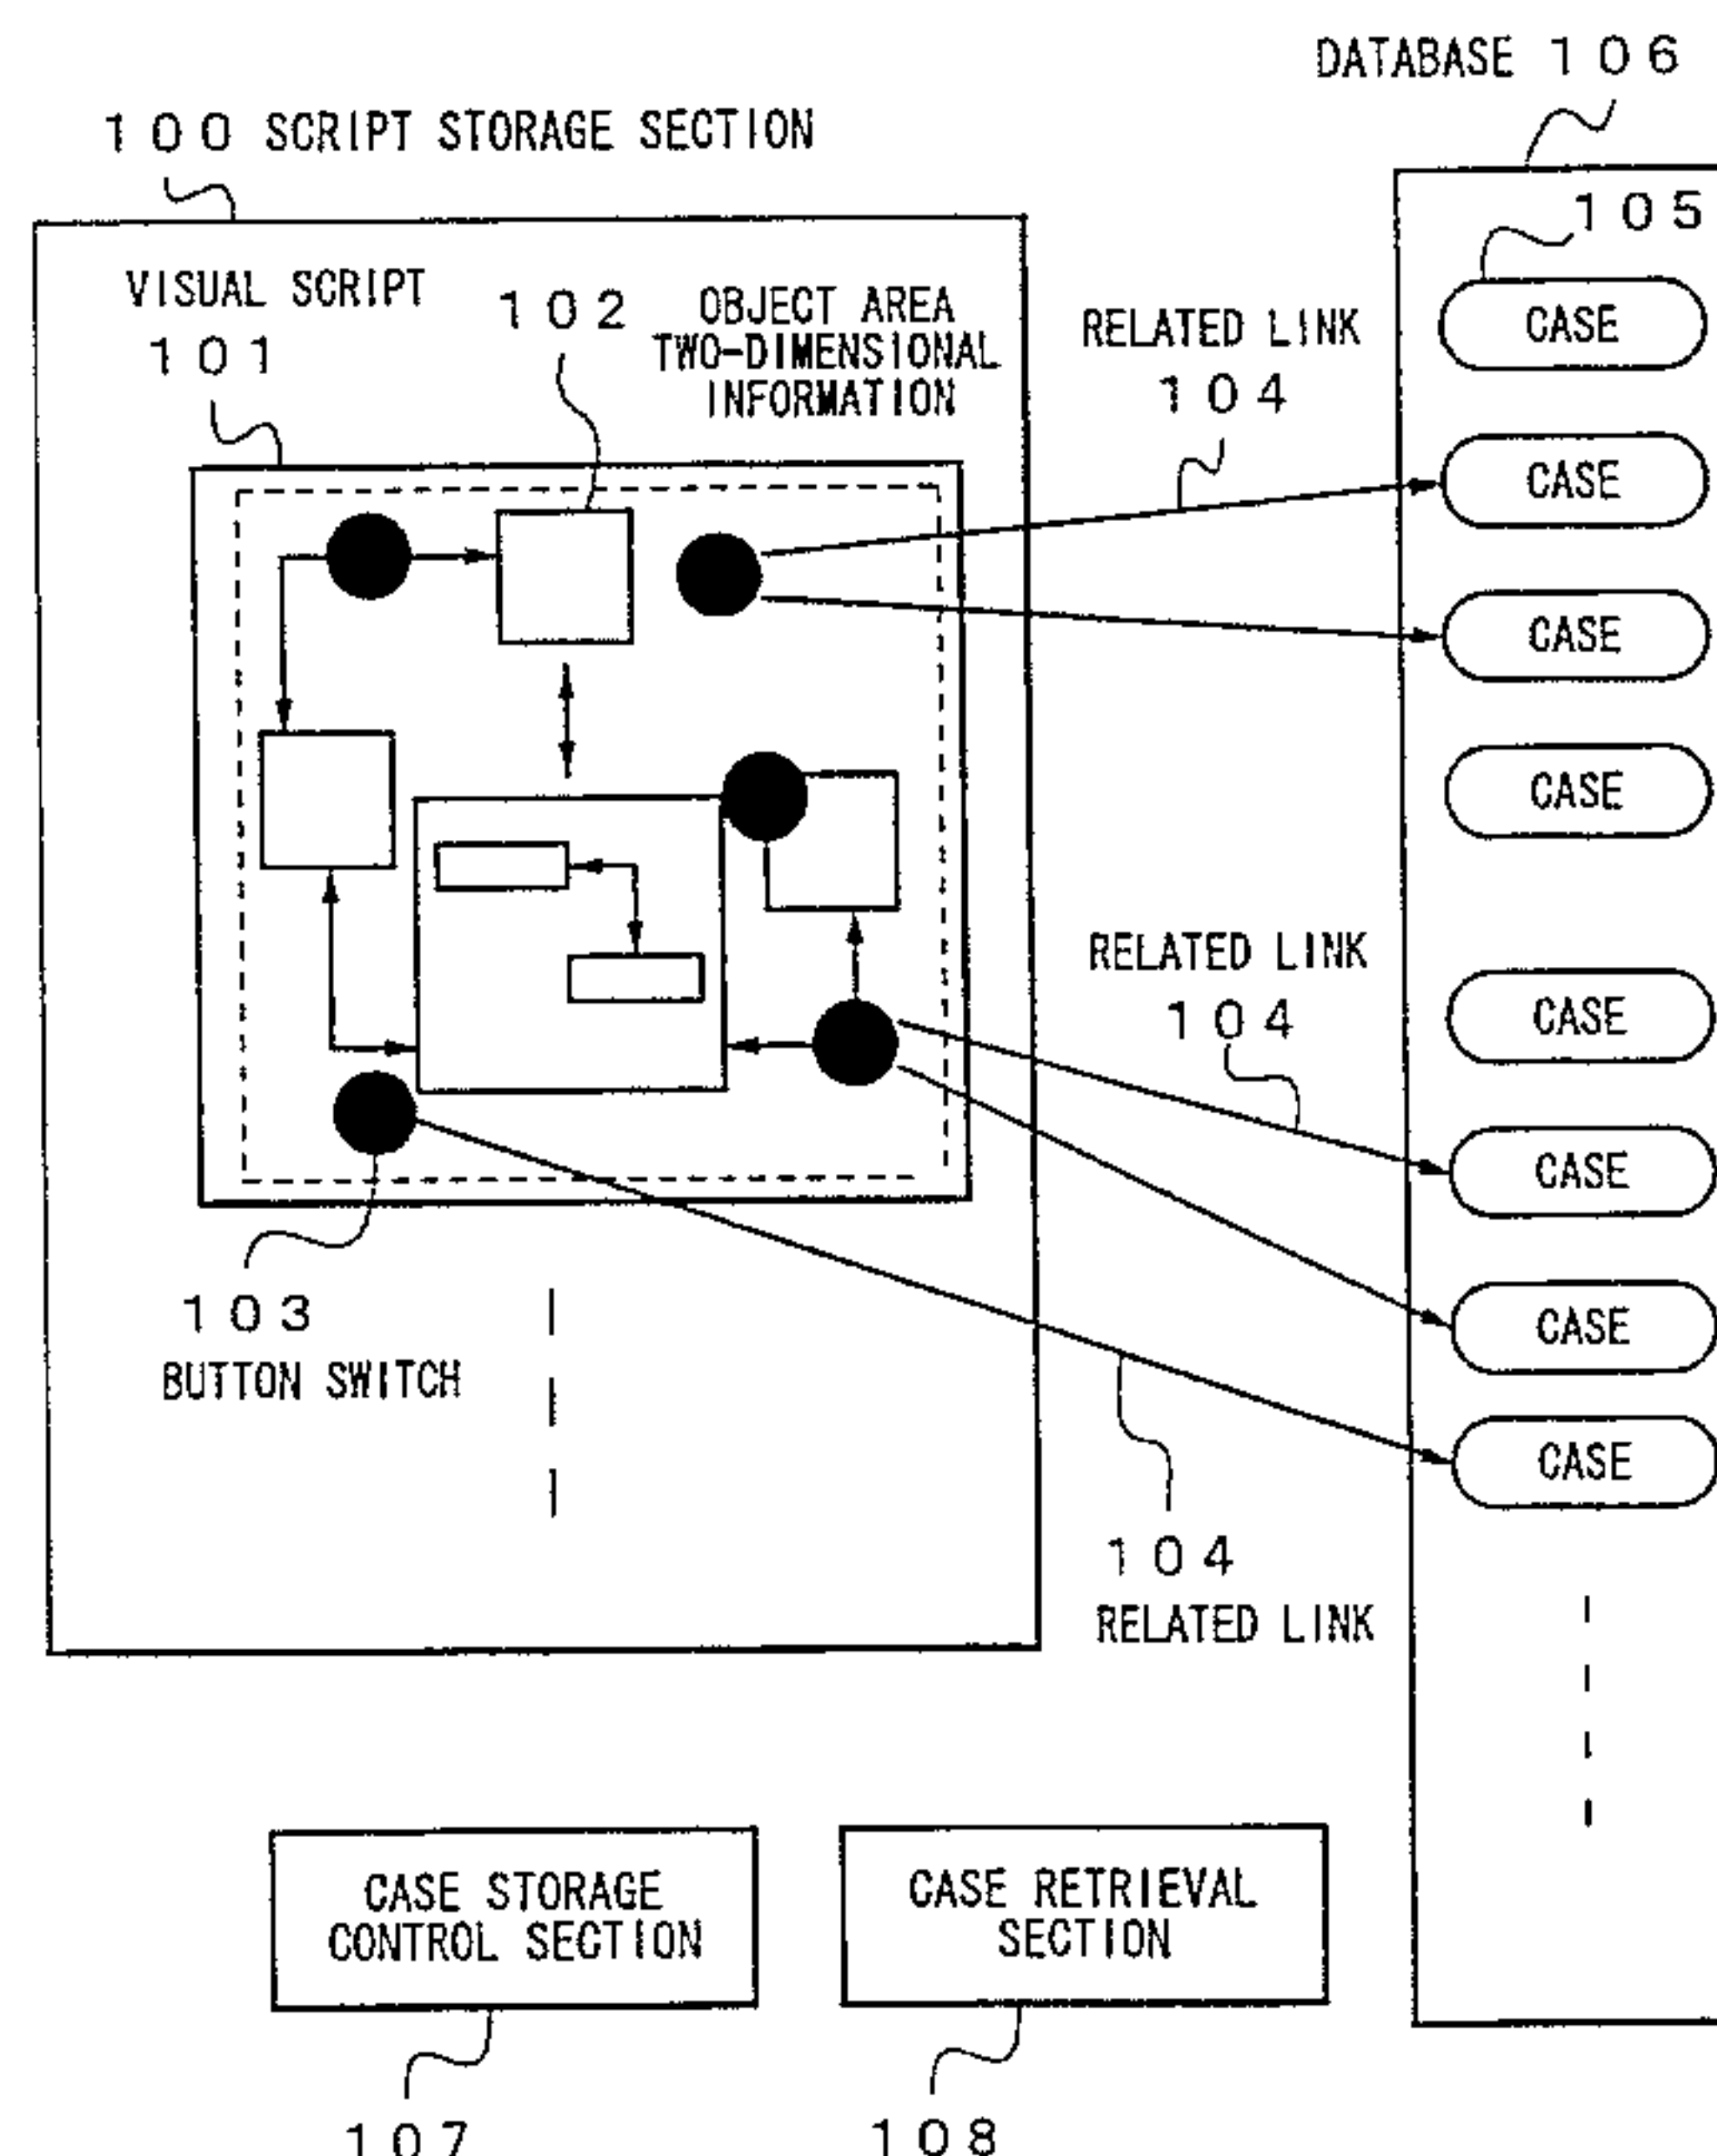 DATABASE 106
100 SCRIPT STORAGE SECTION
105
VISUAL SCRIPT
101
102
OBJECT AREA
TWO-DIMENSIONAL
INFORMATION
RELATED LINK
104
CASE
CASE
CASE
CASE
RELATED LINK
104
CASE
CASE
CASE
CASE
103
BUTTON SWITCH
104
RELATED LINK
CASE STORAGE
CONTROL SECTION
CASE RETRIEVAL
SECTION
107
108